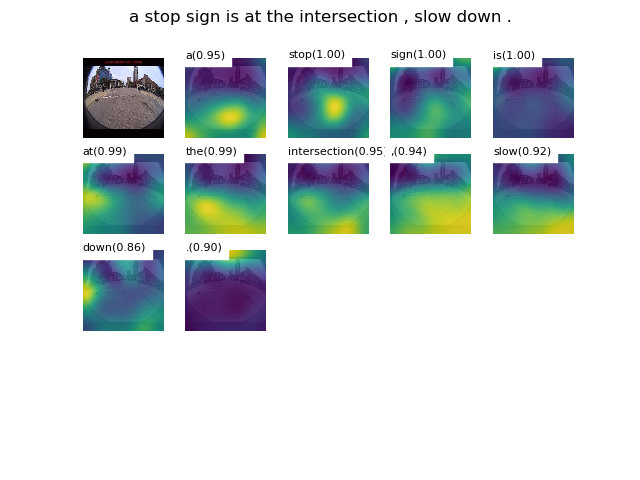 a stop sign is at the intersection , slow down .
a(0.95) stop(1.00) sign(1.00) is(1.00)
at(0.99) the(0.99) intersection(0.95) ,(0.94) slow(0.92)
down(0.86) .(0.90)